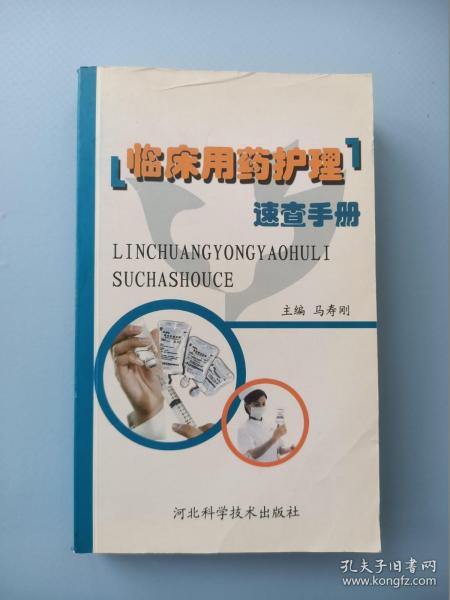 临床用药护理
速查手册
LINCHUANGYONGYAOHULI
SUCHASHOUCE
主编 马寿刚
河北科学技术出版社
孔夫子旧书网
www.kongfz.com